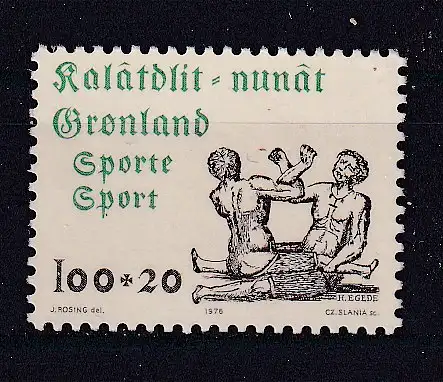 Kalâtdlit = nunât
Grønland
Sporte
Sport
H.EGEDE
100+20
J. ROSING del. 1976 CZ. SLANIA sc.